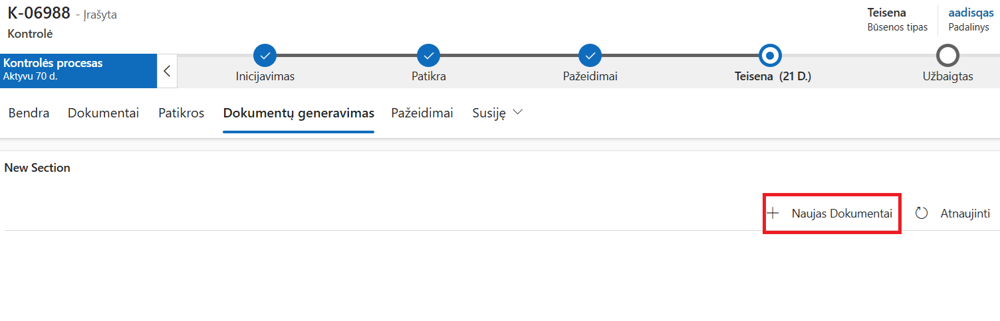 K-06988 - Įrašyta
Kontrolė
Teisena
Būsenos tipas
aadisqas
Padalinys
Kontrolės procesas
Aktyvu 70 d.
Inicijavimas
Patikra
Pažeidimai
Teisena (21 D.)
Užbaigtas
Bendra Dokumentai Patikros Dokumentų generavimas Pažeidimai Susiję
New Section
Naujas Dokumentai Atnaujinti